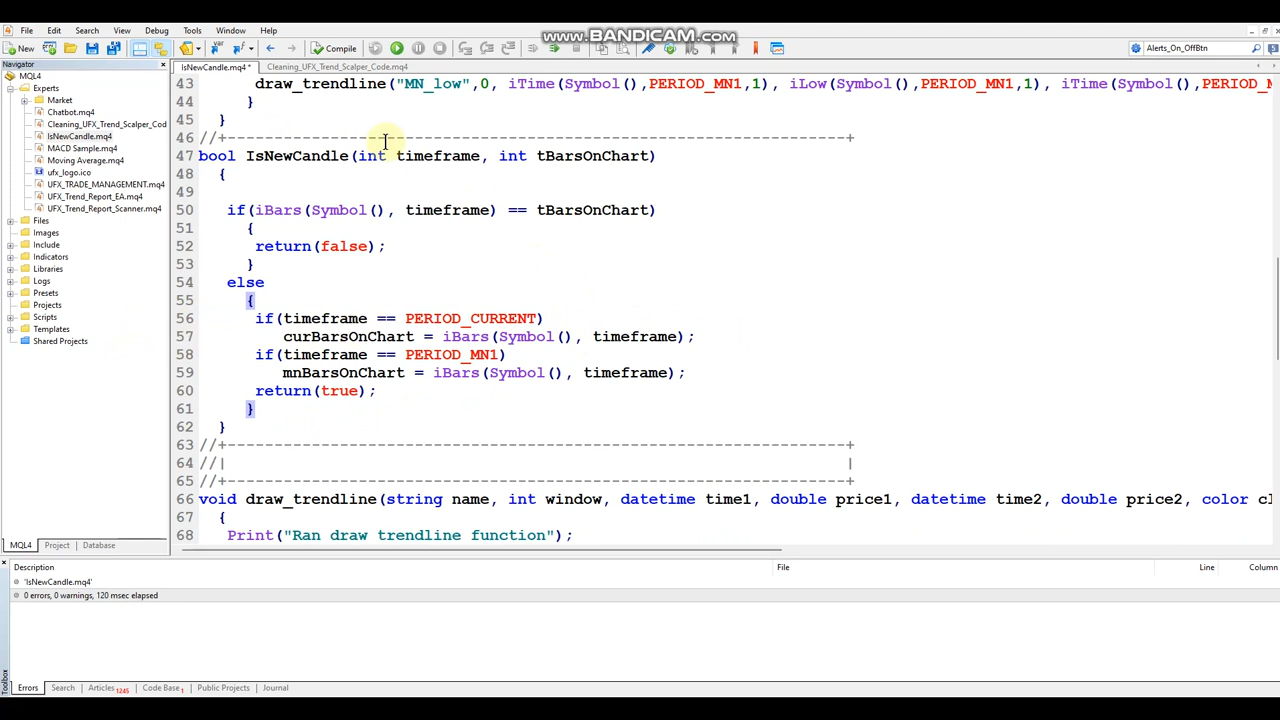 File Edit Search View Debug Tools Window Help
www.BANDICAM.com
New Compile Alerts_On_OffBtn
Navigator
IsNewCandle.mq4 * Cleaning_UFX_Trend_Scalper_Code.mq4
MQL4
Experts
Market
Chatbot.mq4
Cleaning_UFX_Trend_Scalper_Cod
IsNewCandle.mq4
MACD Sample.mq4
Moving Average.mq4
ufx_logo.ico
UFX_TRADE_MANAGEMENT.mq4
UFX_Trend_Report_EA.mq4
UFX_Trend_Report_Scanner.mq4
Files
Images
Include
Indicators
Libraries
Logs
Presets
Projects
Scripts
Templates
Shared Projects
MQL4 Project Database
43 draw_trendline("MN_low",0, iTime(Symbol(),PERIOD_MN1,1), iLow(Symbol(),PERIOD_MN1,1), iTime(Symbol(),PERIOD_M
44 }
45 }
46 //+------------------------------------------------------------------+
47 bool IsNewCandle(int timeframe, int tBarsOnChart)
48 {
49
50 if(iBars(Symbol(), timeframe) == tBarsOnChart)
51 {
52 return(false);
53 }
54 else
55 {
56 if(timeframe == PERIOD_CURRENT)
57 curBarsOnChart = iBars(Symbol(), timeframe);
58 if(timeframe == PERIOD_MN1)
59 mnBarsOnChart = iBars(Symbol(), timeframe);
60 return(true);
61 }
62 }
63 //+------------------------------------------------------------------+
64 //| |
65 //+------------------------------------------------------------------+
66 void draw_trendline(string name, int window, datetime time1, double price1, datetime time2, double price2, color cl
67 {
68 Print("Ran draw trendline function");
Description File Line Column
'IsNewCandle.mq4'
0 errors, 0 warnings, 120 msec elapsed
Toolbox
Errors Search Articles 1245 Code Base 1 Public Projects Journal